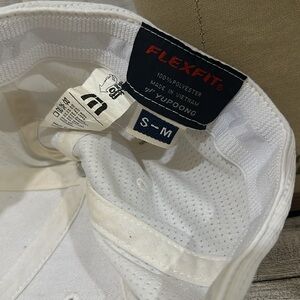 FLEXFIT®
100% POLYESTER
MADE IN VIETNAM
BY YUPOONG
S-M